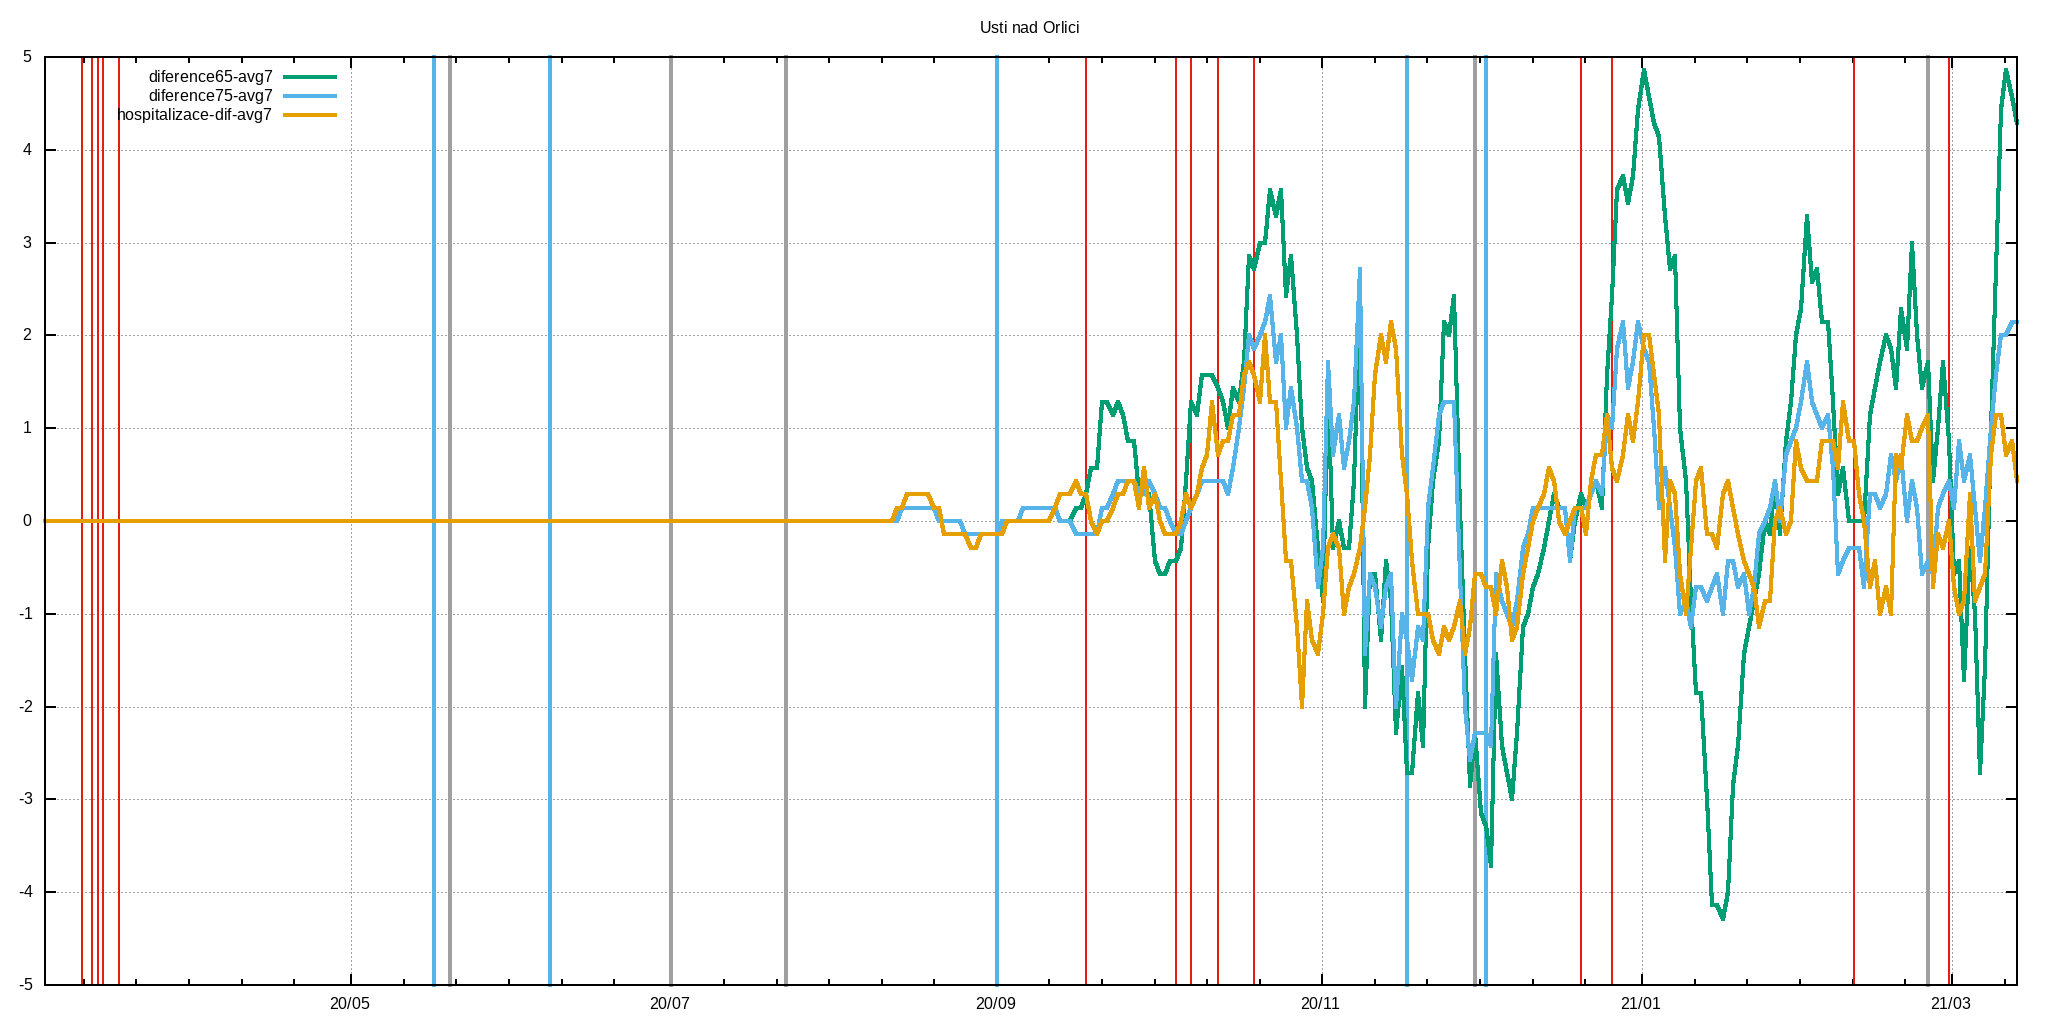 Usti nad Orlici
diference65-avg7
diference75-avg7
hospitalizace-dif-avg7
5
4
3
2
1
0
-1
-2
-3
-4
-5
20/05 20/07 20/09 20/11 21/01 21/03